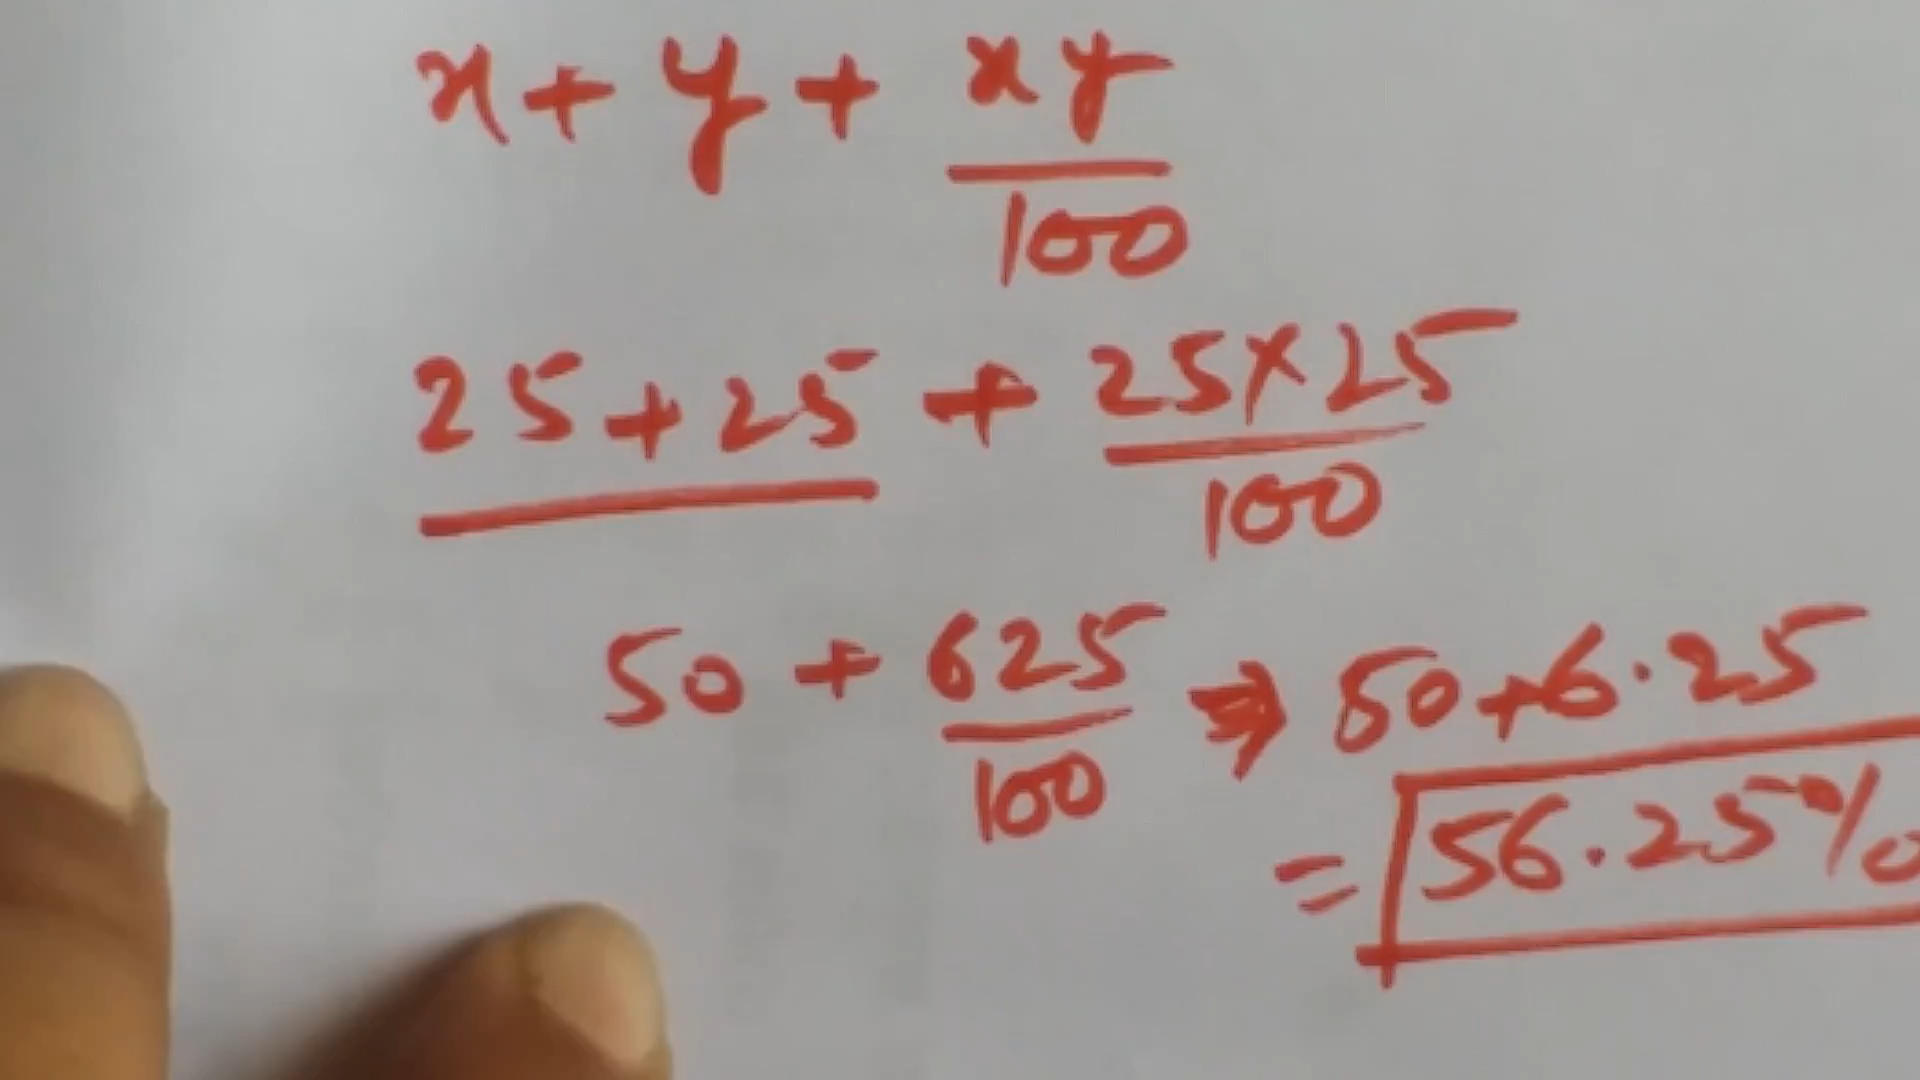 x + y + xy/100
25 + 25 + 25×25/100
50 + 625/100 ⇒ 50 + 6.25
= 56.25%